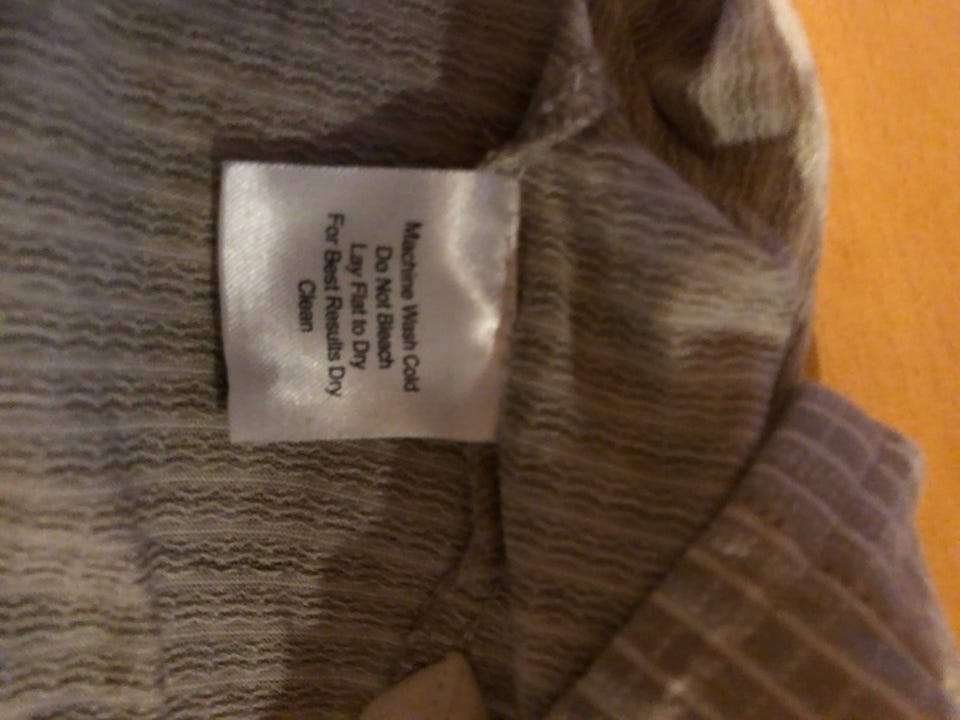 Machine Wash Cold
Do Not Bleach
Lay Flat to Dry
For Best Results Dry
Clean